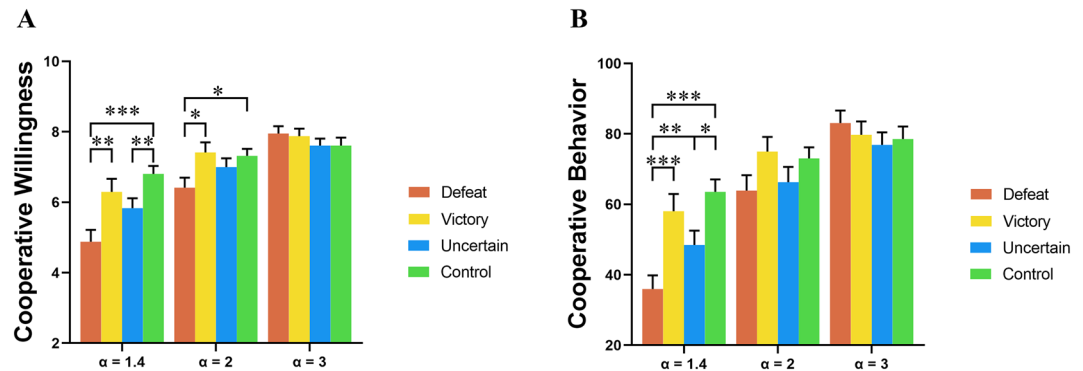 A
Cooperative Willingness
10
8
6
4
2
***
** **
*
*
α = 1.4 α = 2 α = 3
Defeat
Victory
Uncertain
Control
B
Cooperative Behavior
100
80
60
40
20
***
** *
***
α = 1.4 α = 2 α = 3
Defeat
Victory
Uncertain
Control